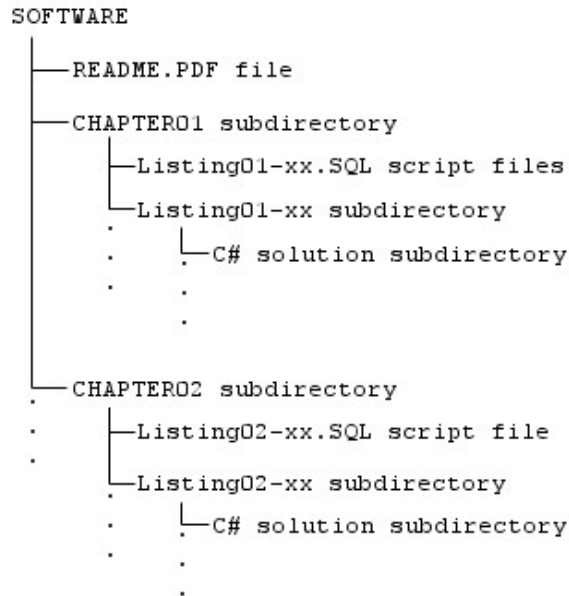 SOFTWARE
README.PDF file
CHAPTER01 subdirectory
Listing01-xx.SQL script files
Listing01-xx subdirectory
C# solution subdirectory
CHAPTER02 subdirectory
Listing02-xx.SQL script file
Listing02-xx subdirectory
C# solution subdirectory